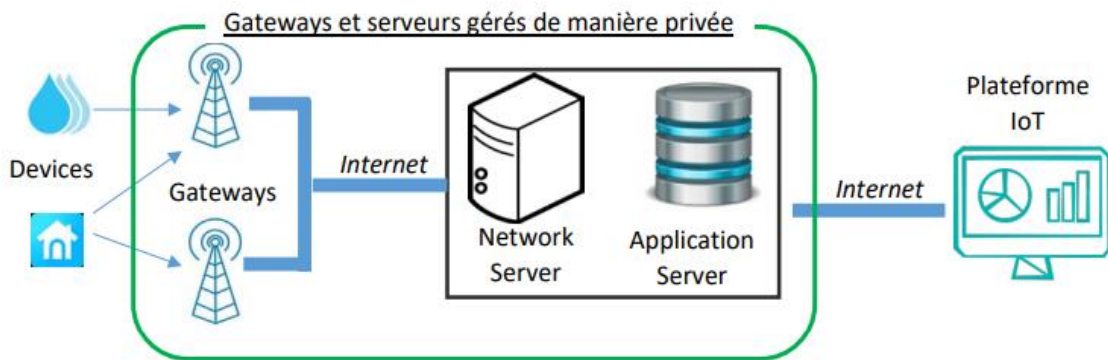 Gateways et serveurs gérés de manière privée
Devices
Gateways
Internet
Network
Server
Application
Server
Internet
Plateforme
IoT